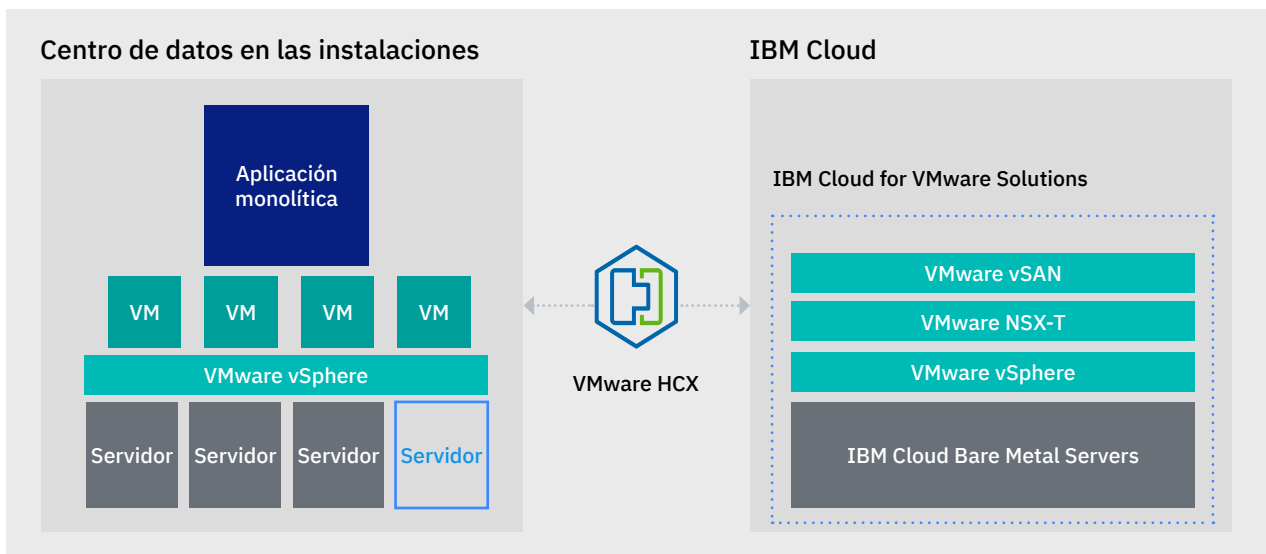 Centro de datos en las instalaciones
Aplicación
monolítica
VM VM VM VM
VMware vSphere
Servidor Servidor Servidor Servidor
VMware HCX
IBM Cloud
IBM Cloud for VMware Solutions
VMware vSAN
VMware NSX-T
VMware vSphere
IBM Cloud Bare Metal Servers